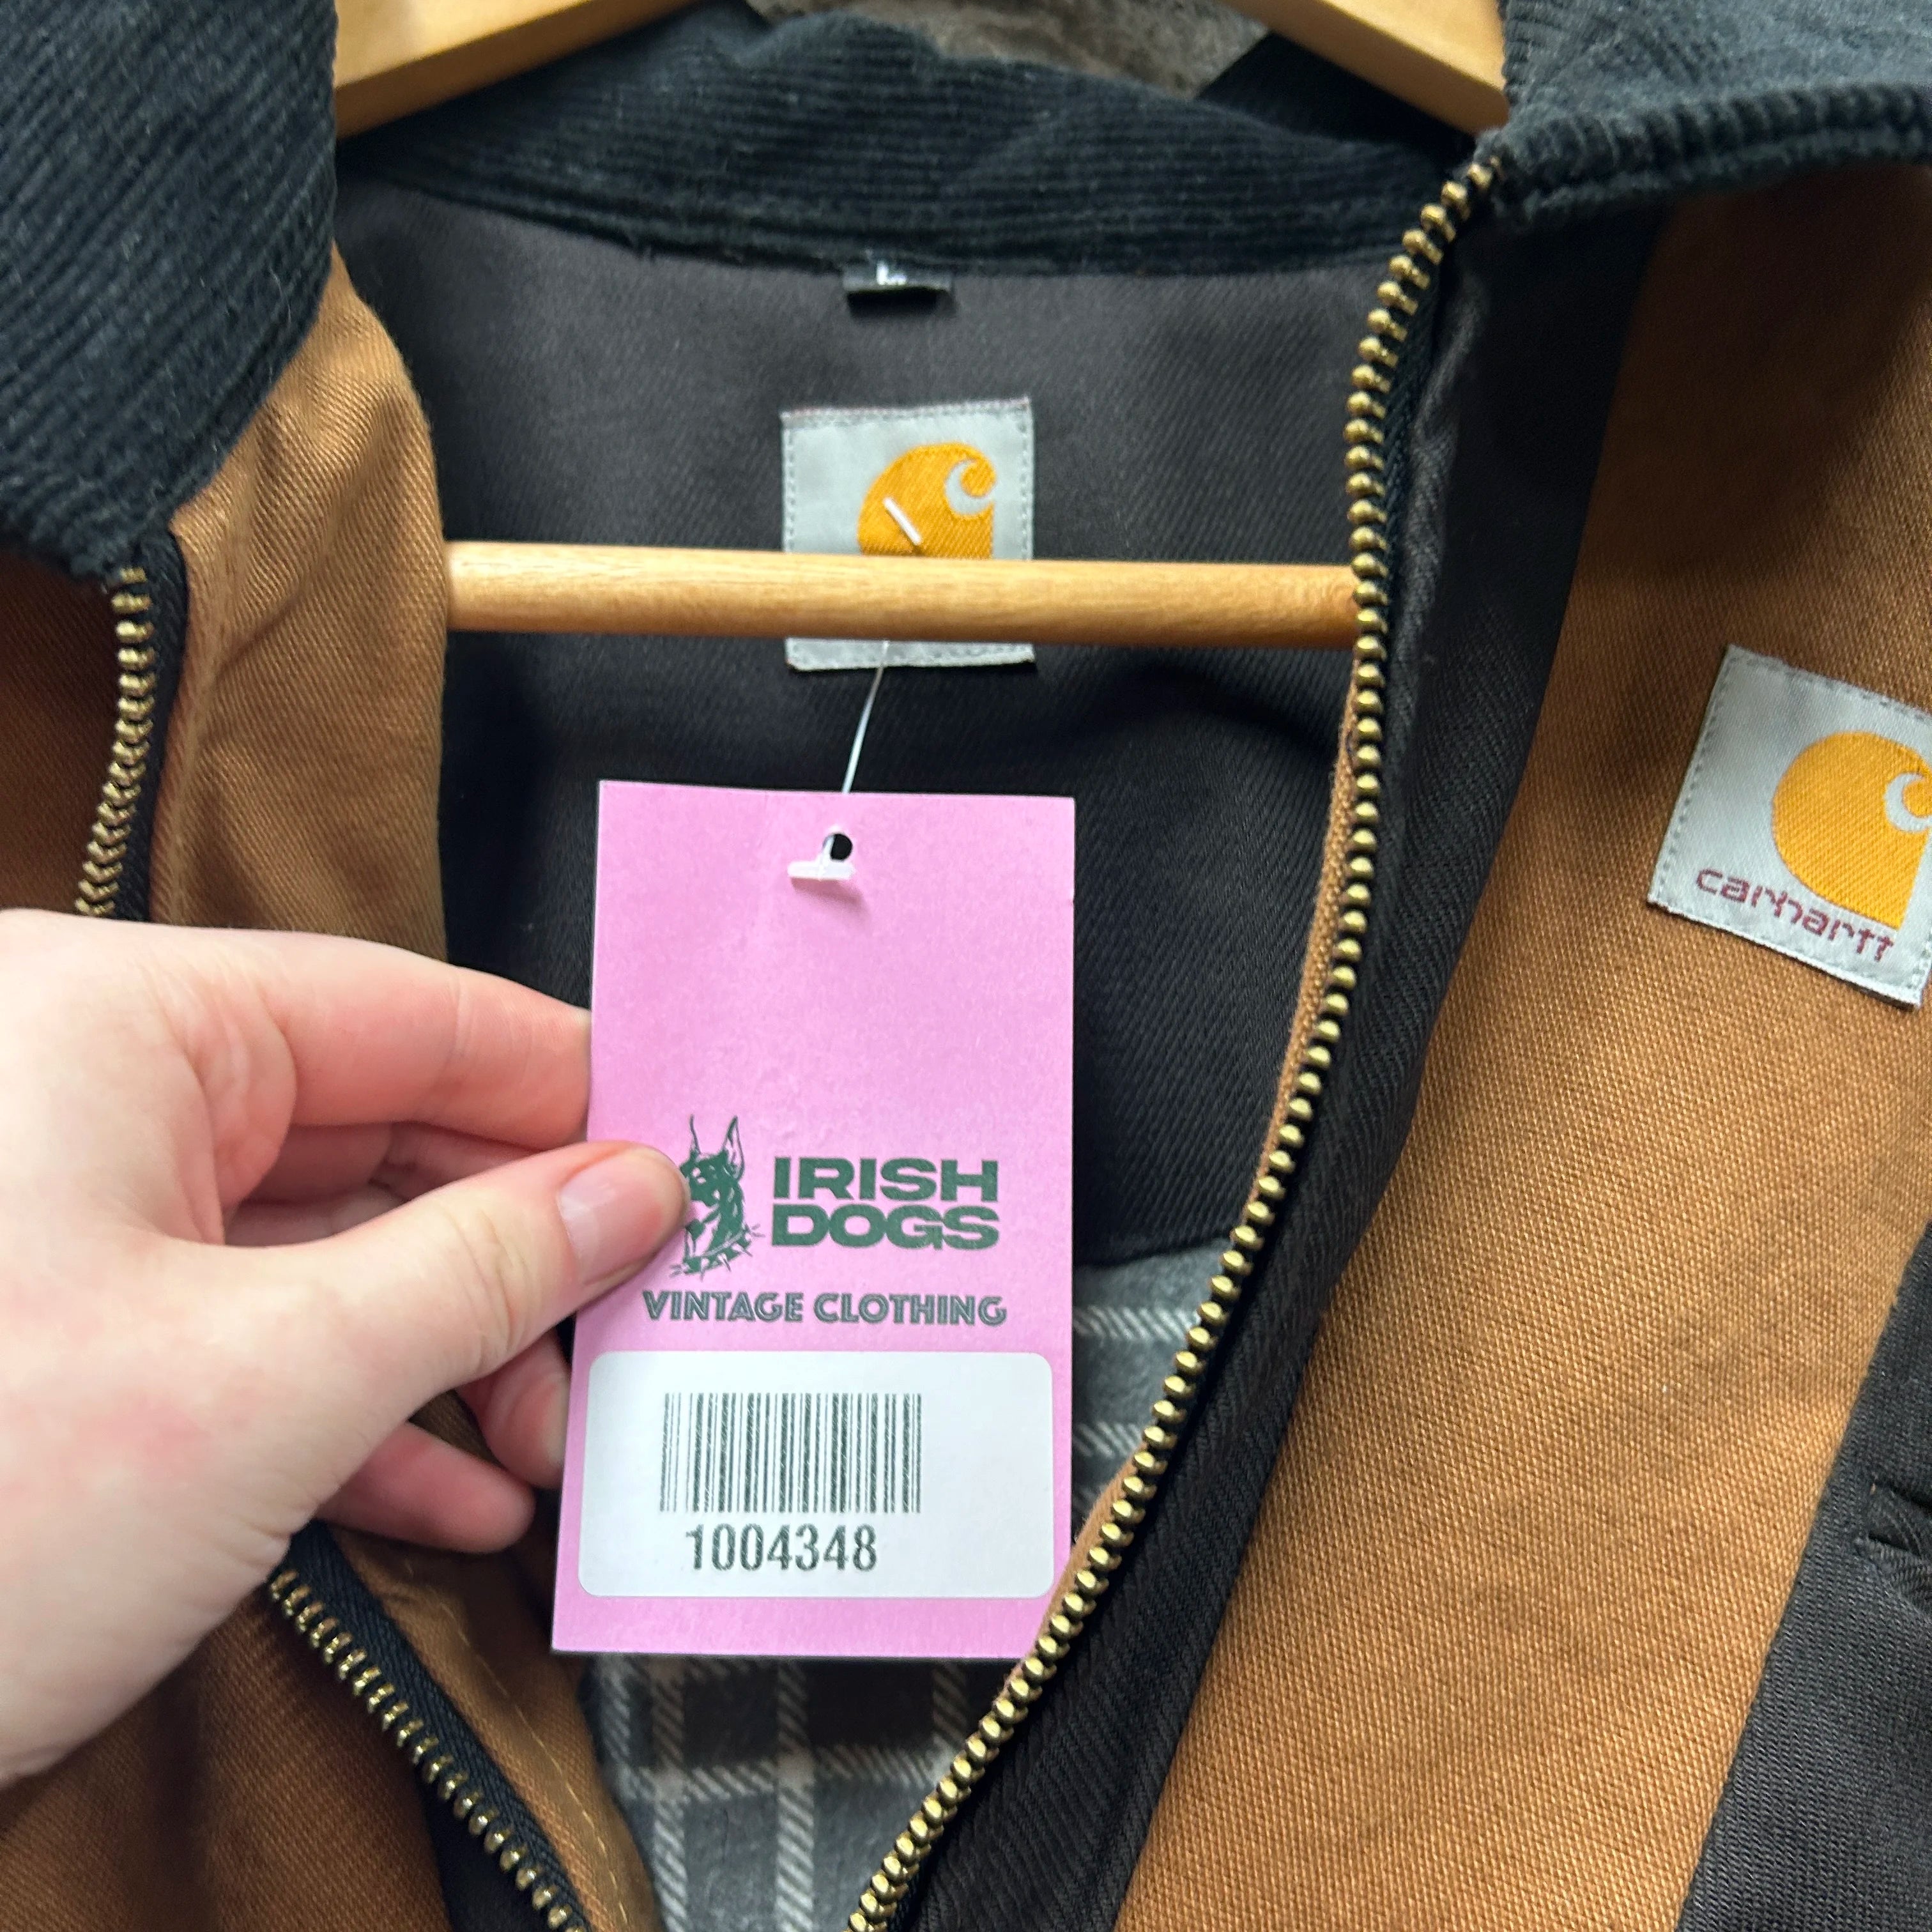 L
carhartt
IRISH
DOGS
VINTAGE CLOTHING
1004348